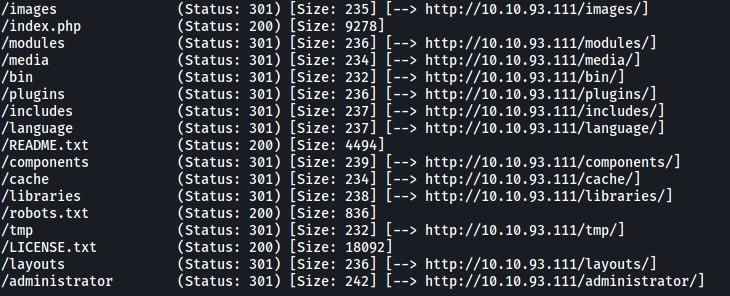 /images (Status: 301) [Size: 235] [--> http://10.10.93.111/images/]
/index.php (Status: 200) [Size: 9278]
/modules (Status: 301) [Size: 236] [--> http://10.10.93.111/modules/]
/media (Status: 301) [Size: 234] [--> http://10.10.93.111/media/]
/bin (Status: 301) [Size: 232] [--> http://10.10.93.111/bin/]
/plugins (Status: 301) [Size: 236] [--> http://10.10.93.111/plugins/]
/includes (Status: 301) [Size: 237] [--> http://10.10.93.111/includes/]
/language (Status: 301) [Size: 237] [--> http://10.10.93.111/language/]
/README.txt (Status: 200) [Size: 4494]
/components (Status: 301) [Size: 239] [--> http://10.10.93.111/components/]
/cache (Status: 301) [Size: 234] [--> http://10.10.93.111/cache/]
/libraries (Status: 301) [Size: 238] [--> http://10.10.93.111/libraries/]
/robots.txt (Status: 200) [Size: 836]
/tmp (Status: 301) [Size: 232] [--> http://10.10.93.111/tmp/]
/LICENSE.txt (Status: 200) [Size: 18092]
/layouts (Status: 301) [Size: 236] [--> http://10.10.93.111/layouts/]
/administrator (Status: 301) [Size: 242] [--> http://10.10.93.111/administrator/]